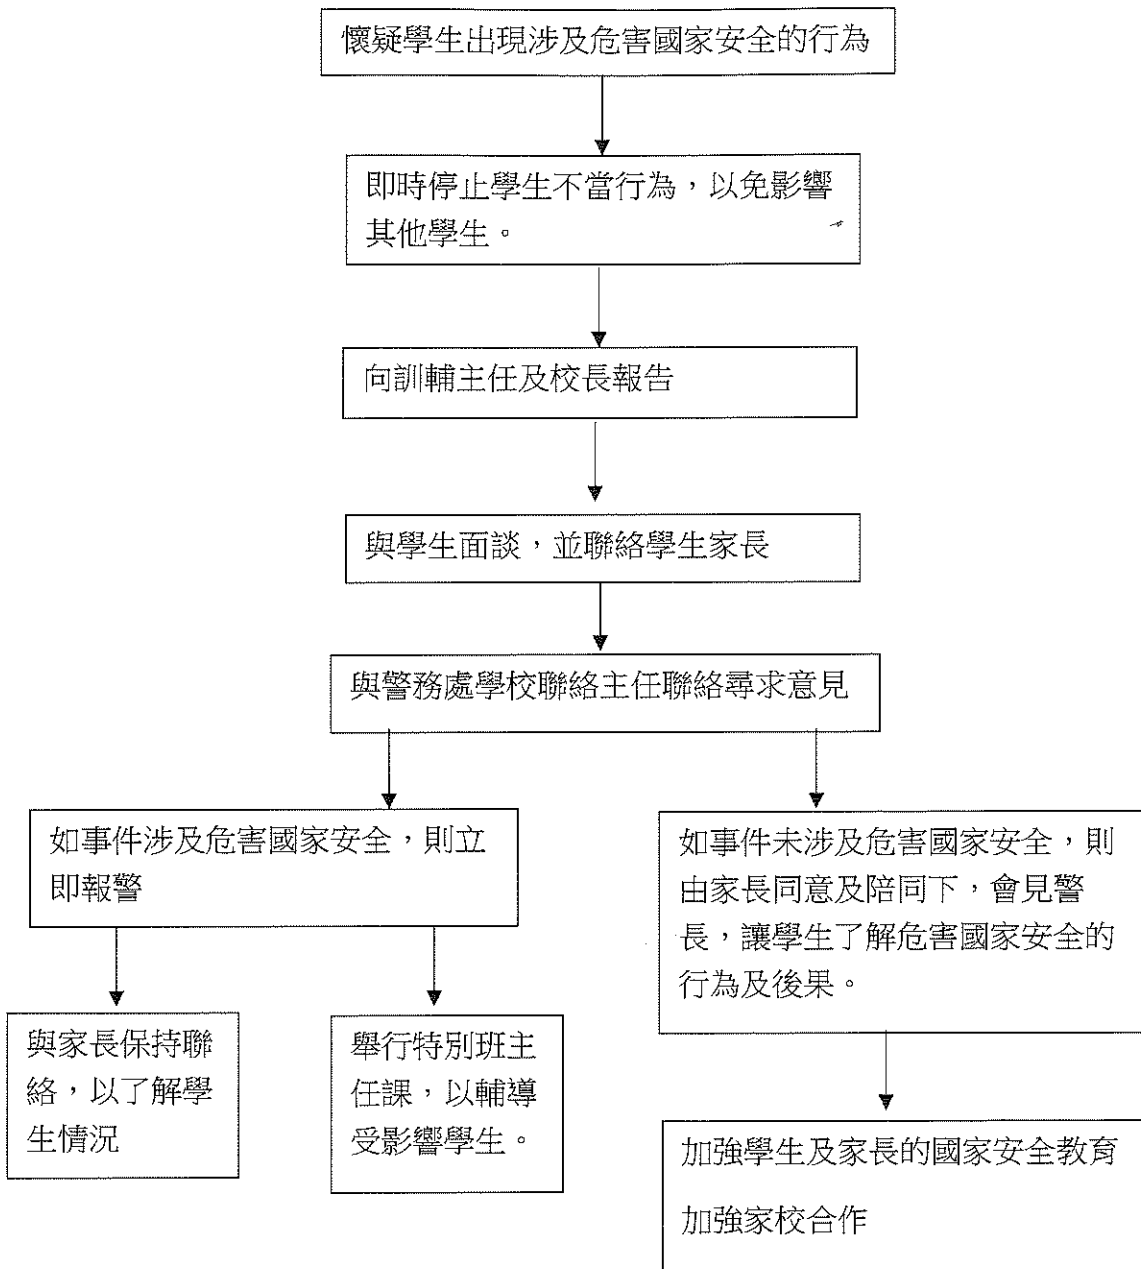 懷疑學生出現涉及危害國家安全的行為
即時停止學生不當行為，以免影響
其他學生。
向訓輔主任及校長報告
與學生面談，並聯絡學生家長
與警務處學校聯絡主任聯絡尋求意見
如事件涉及危害國家安全，則立
即報警
如事件未涉及危害國家安全，則
由家長同意及陪同下，會見警
長，讓學生了解危害國家安全的
行為及後果。
與家長保持聯
絡，以了解學
生情況
舉行特別班主
任課，以輔導
受影響學生。
加強學生及家長的國家安全教育
加強家校合作